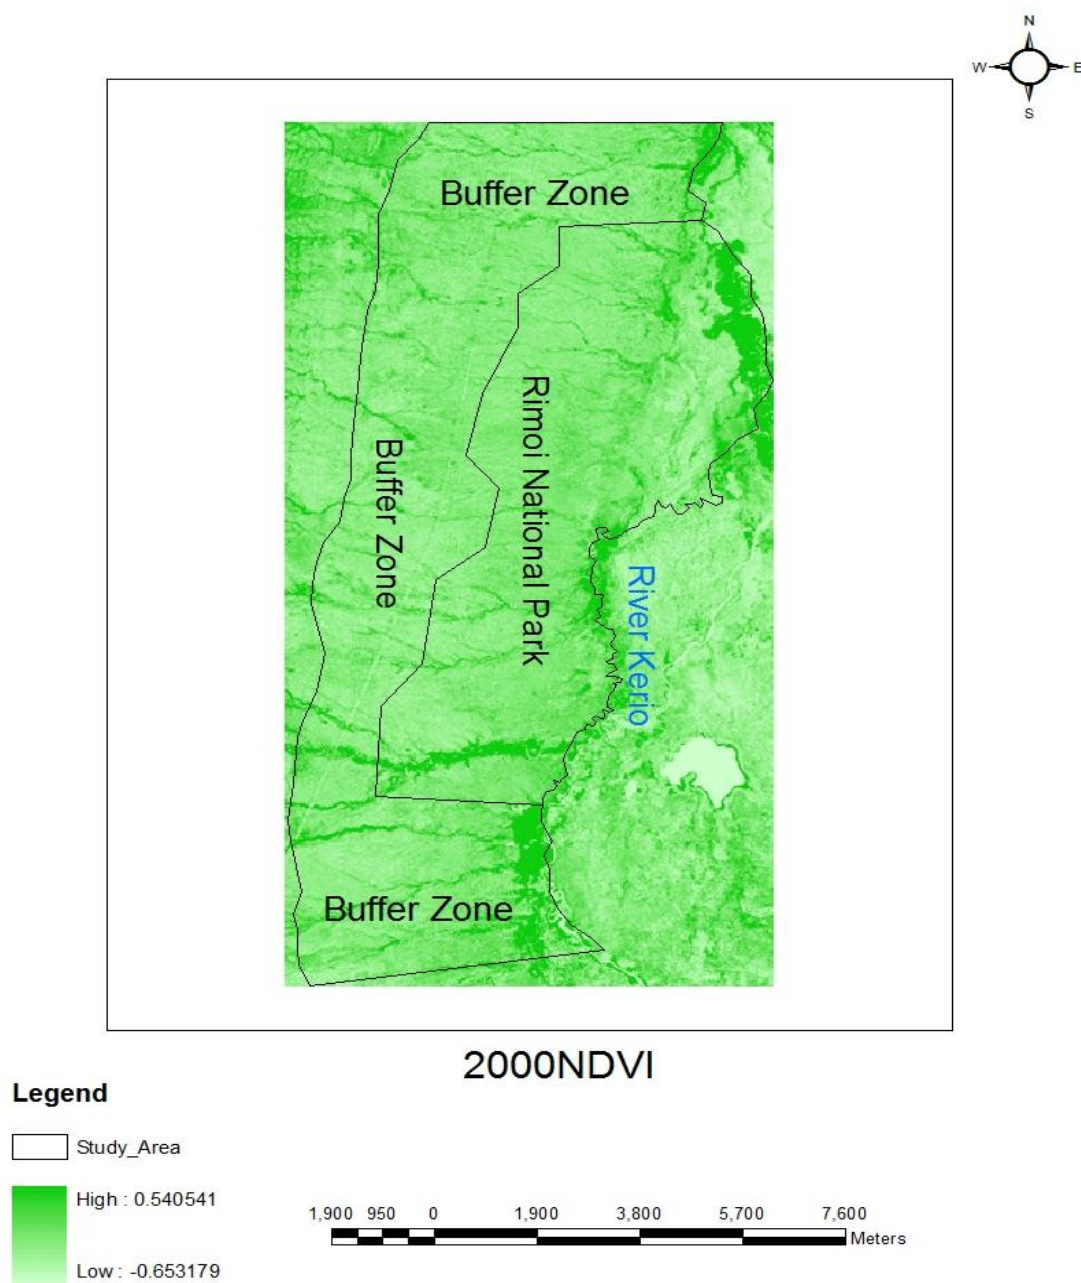 N
W E
S
Buffer Zone
Rimoi National Park
Buffer Zone
River Kerio
Buffer Zone
2000NDVI
Legend
Study_Area
High : 0.540541
Low : -0.653179
1,900 950 0 1,900 3,800 5,700 7,600
Meters